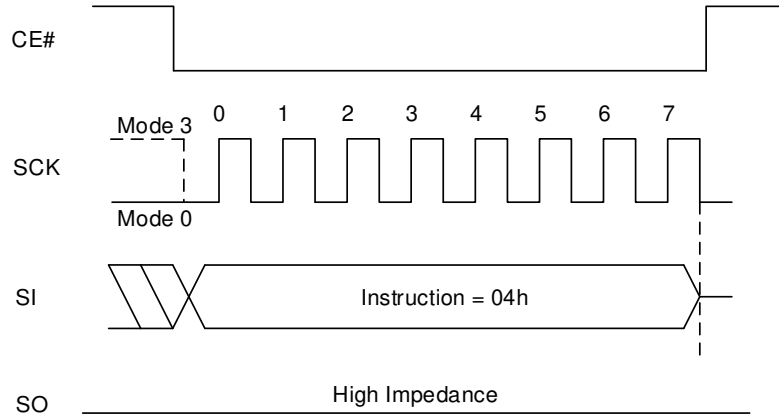 CE#
0 1 2 3 4 5 6 7
Mode 3
SCK
Mode 0
SI
Instruction = 04h
High Impedance
SO